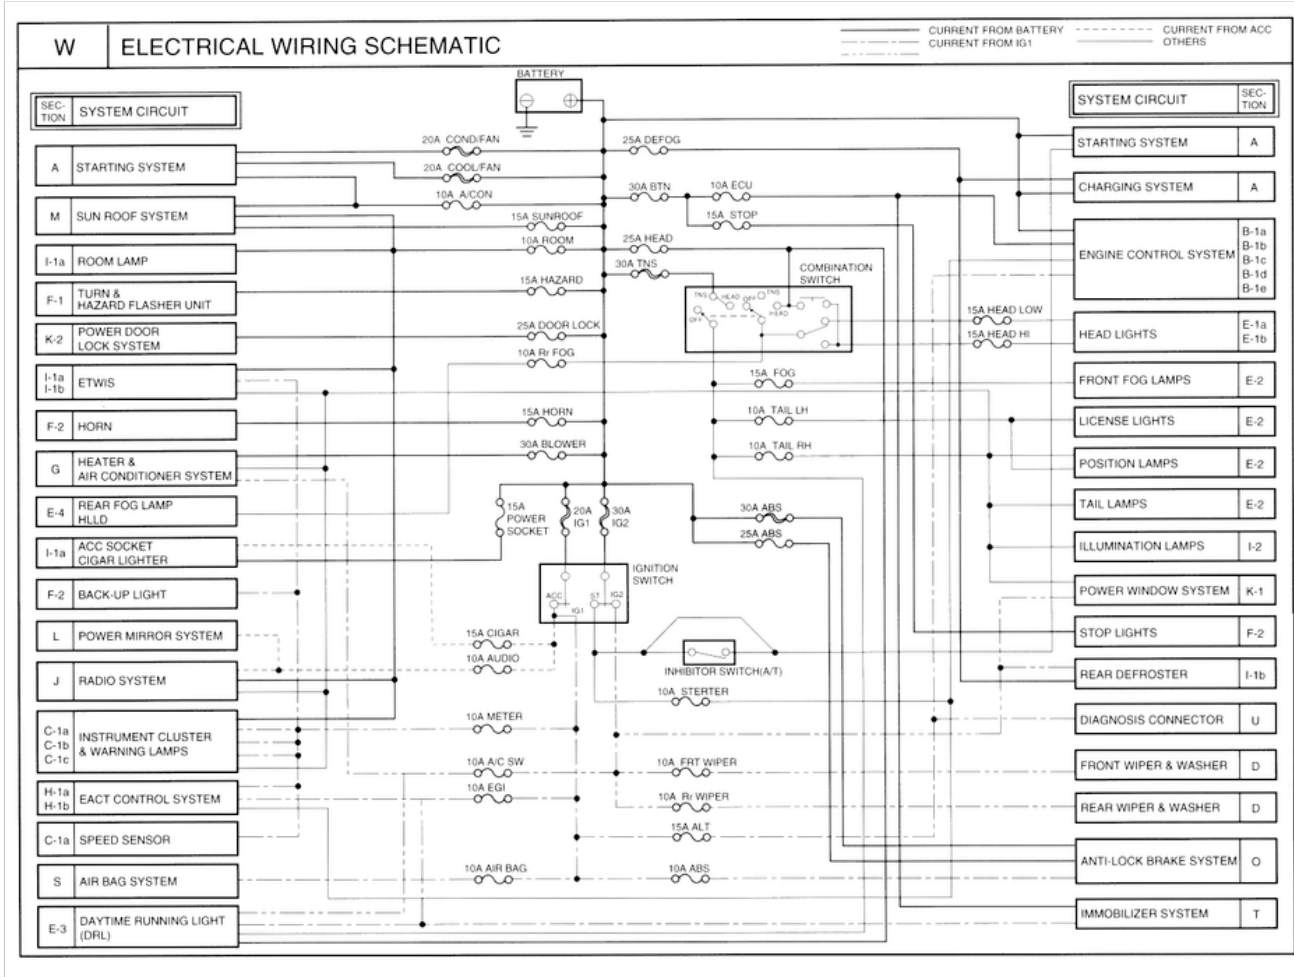 W
ELECTRICAL WIRING SCHEMATIC
CURRENT FROM BATTERY
CURRENT FROM ACC
CURRENT FROM IG1
OTHERS
BATTERY
SEC-
TION
SYSTEM CIRCUIT
A STARTING SYSTEM
M SUN ROOF SYSTEM
I-1a ROOM LAMP
F-1 TURN &
HAZARD FLASHER UNIT
K-2 POWER DOOR
LOCK SYSTEM
I-1a
I-1b
ETWIS
F-2 HORN
G HEATER &
AIR CONDITIONER SYSTEM
E-4 REAR FOG LAMP
HLLD
I-1a ACC SOCKET
CIGAR LIGHTER
F-2 BACK-UP LIGHT
L POWER MIRROR SYSTEM
J RADIO SYSTEM
C-1a
C-1b
C-1c
INSTRUMENT CLUSTER
& WARNING LAMPS
H-1a
H-1b
EACT CONTROL SYSTEM
C-1a SPEED SENSOR
S AIR BAG SYSTEM
E-3 DAYTIME RUNNING LIGHT
(DRL)
20A COND/FAN
20A COOL/FAN
10A A/CON
15A SUNROOF
10A ROOM
15A HAZARD
25A DOOR LOCK
10A Rr FOG
15A HORN
30A BLOWER
15A
POWER
SOCKET
20A
IG1
30A
IG2
IGNITION
SWITCH
ACC
IG1
ST
IG2
15A CIGAR
10A AUDIO
10A METER
10A A/C SW
10A EGI
10A AIR BAG
25A DEFOG
30A BTN
10A ECU
15A STOP
25A HEAD
30A TNS
COMBINATION
SWITCH
TNS
HEAD
OFF
OFF
TNS
HEAD
15A HEAD LOW
15A HEAD HI
15A FOG
10A TAIL LH
10A TAIL RH
30A ABS
25A ABS
INHIBITOR SWITCH(A/T)
10A STERTER
10A FRT WIPER
10A Rr WIPER
15A ALT
10A ABS
SYSTEM CIRCUIT
SEC-
TION
STARTING SYSTEM A
CHARGING SYSTEM A
ENGINE CONTROL SYSTEM
B-1a
B-1b
B-1c
B-1d
B-1e
HEAD LIGHTS
E-1a
E-1b
FRONT FOG LAMPS E-2
LICENSE LIGHTS E-2
POSITION LAMPS E-2
TAIL LAMPS E-2
ILLUMINATION LAMPS I-2
POWER WINDOW SYSTEM K-1
STOP LIGHTS F-2
REAR DEFROSTER I-1b
DIAGNOSIS CONNECTOR U
FRONT WIPER & WASHER D
REAR WIPER & WASHER D
ANTI-LOCK BRAKE SYSTEM O
IMMOBILIZER SYSTEM T